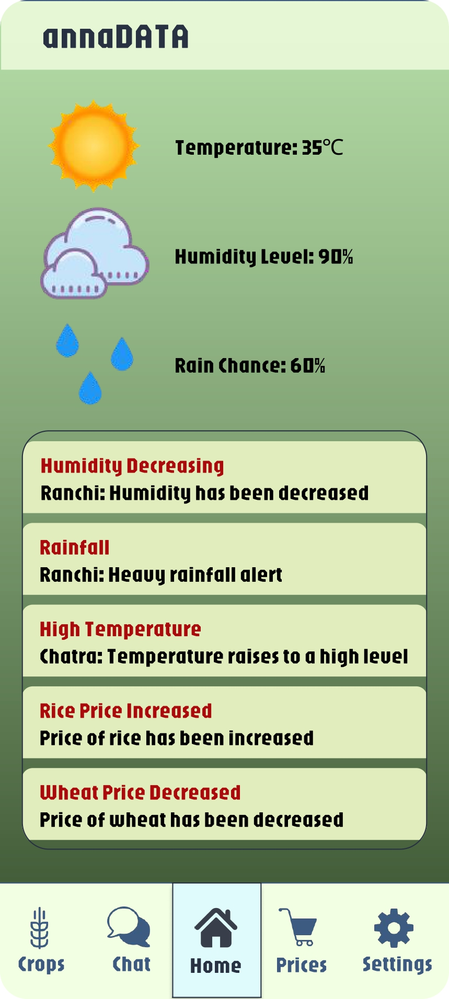 annaDATA
Temperature: 35°C
Humidity Level: 90%
Rain Chance: 60%
Humidity Decreasing
Ranchi: Humidity has been decreased
Rainfall
Ranchi: Heavy rainfall alert
High Temperature
Chatra: Temperature raises to a high level
Rice Price Increased
Price of rice has been increased
Wheat Price Decreased
Price of wheat has been decreased
Crops
Chat
Home
Prices
Settings